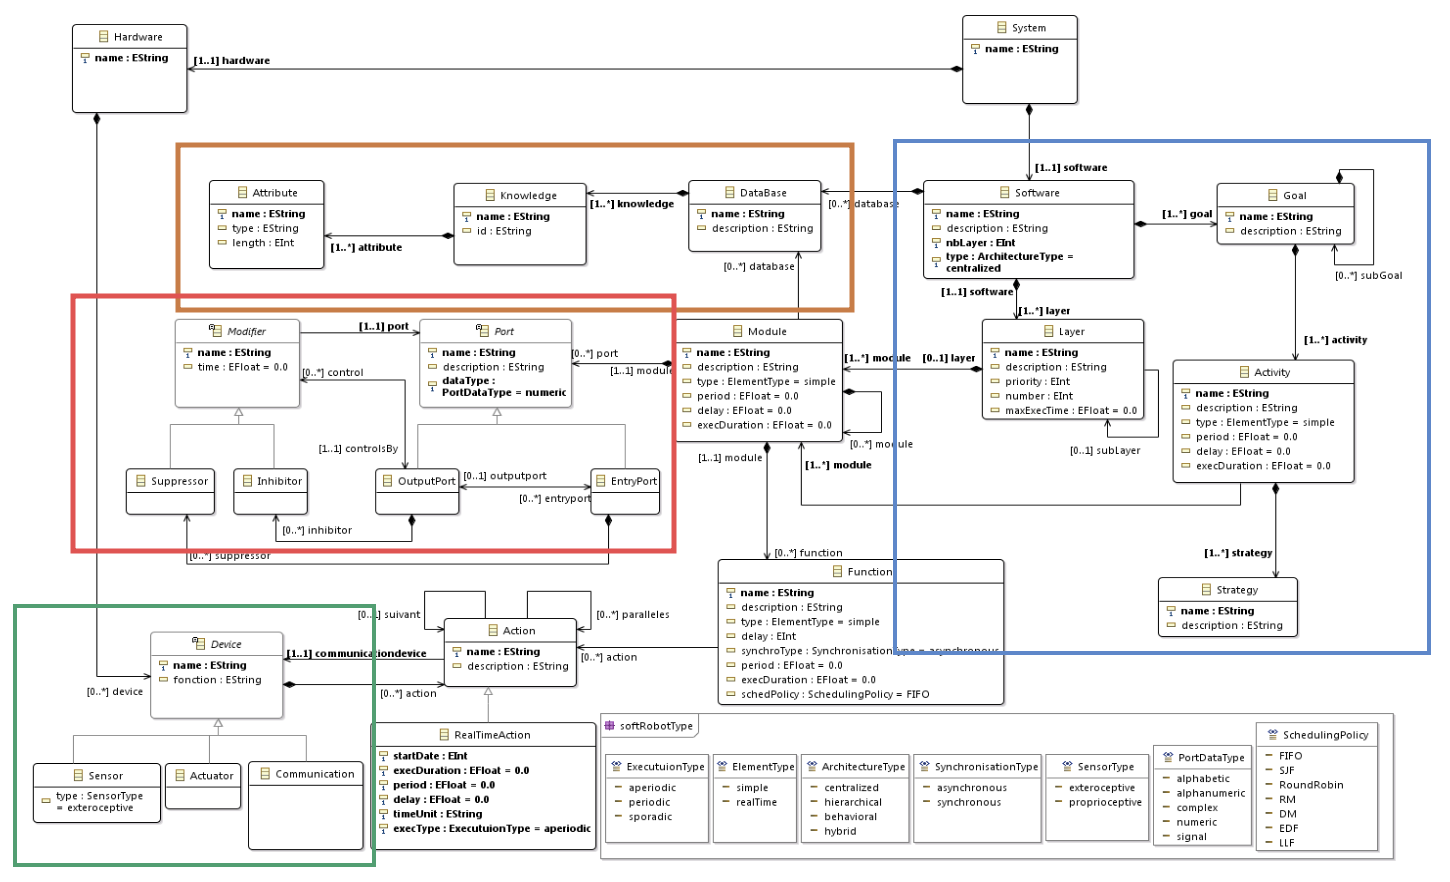 Hardware
name : EString
[1..1] hardware
System
name : EString
[1..1] software
Attribute
name : EString
type : EString
length : EInt
[1..*] attribute
Knowledge
name : EString
id : EString
[1..*] knowledge
DataBase
name : EString
description : EString
[0..*] database
[0..*] database
Software
name : EString
description : EString
nbLayer : EInt
type : ArchitectureType =
centralized
[1..*] goal
Goal
name : EString
description : EString
[0..*] subGoal
[1..1] software
[1..*] layer
[1..*] activity
Modifier
name : EString
time : EFloat = 0.0
[1..1] port
[0..*] control
Port
name : EString
description : EString
dataType :
PortDataType = numeric
[0..*] port
[1..1] module
Module
name : EString
description : EString
type : ElementType = simple
period : EFloat = 0.0
delay : EFloat = 0.0
execDuration : EFloat = 0.0
[1..*] module
[0..1] layer
[0..*] module
Layer
name : EString
description : EString
priority : EInt
number : EInt
maxExecTime : EFloat = 0.0
[0..1] subLayer
Activity
name : EString
description : EString
type : ElementType = simple
period : EFloat = 0.0
delay : EFloat = 0.0
execDuration : EFloat = 0.0
[1..1] controlsBy
[1..1] module
[1..*] module
Suppressor
Inhibitor
OutputPort
[0..1] outputport
[0..*] entryport
EntryPort
[0..*] inhibitor
[0..*] suppressor
[0..*] function
[1..*] strategy
Strategy
name : EString
description : EString
Function
name : EString
description : EString
type : ElementType = simple
delay : EInt
synchroType : SynchronisationType = asynchronous
period : EFloat = 0.0
execDuration : EFloat = 0.0
schedPolicy : SchedulingPolicy = FIFO
[0..1] suivant
[0..*] paralleles
Action
name : EString
description : EString
[0..*] action
[1..1] communicationdevice
[0..*] action
Device
name : EString
fonction : EString
[0..*] device
Sensor
type : SensorType
= exteroceptive
Actuator
Communication
RealTimeAction
startDate : EInt
execDuration : EFloat = 0.0
period : EFloat = 0.0
delay : EFloat = 0.0
timeUnit : EString
execType : ExecutuionType = aperiodic
softRobotType
ExecutuionType
aperiodic
periodic
sporadic
ElementType
simple
realTime
ArchitectureType
centralized
hierarchical
behavioral
hybrid
SynchronisationType
asynchronous
synchronous
SensorType
exteroceptive
proprioceptive
PortDataType
alphabetic
alphanumeric
complex
numeric
signal
SchedulingPolicy
FIFO
SJF
RoundRobin
RM
DM
EDF
LLF